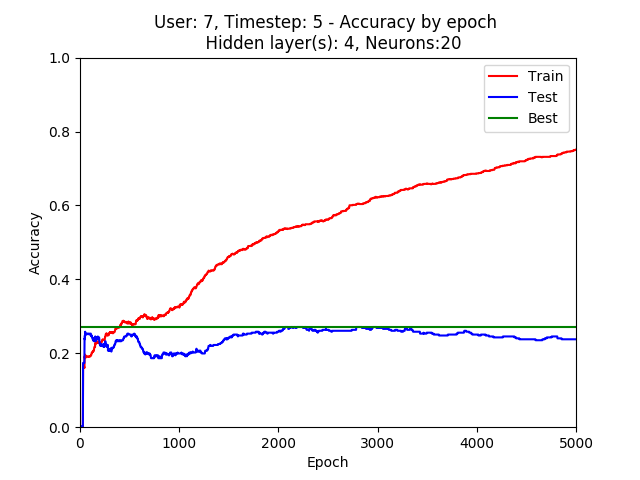 User: 7, Timestep: 5 - Accuracy by epoch
Hidden layer(s): 4, Neurons:20
1.0
0.8
0.6
0.4
0.2
0.0
Accuracy
Train
Test
Best
0 1000 2000 3000 4000 5000
Epoch